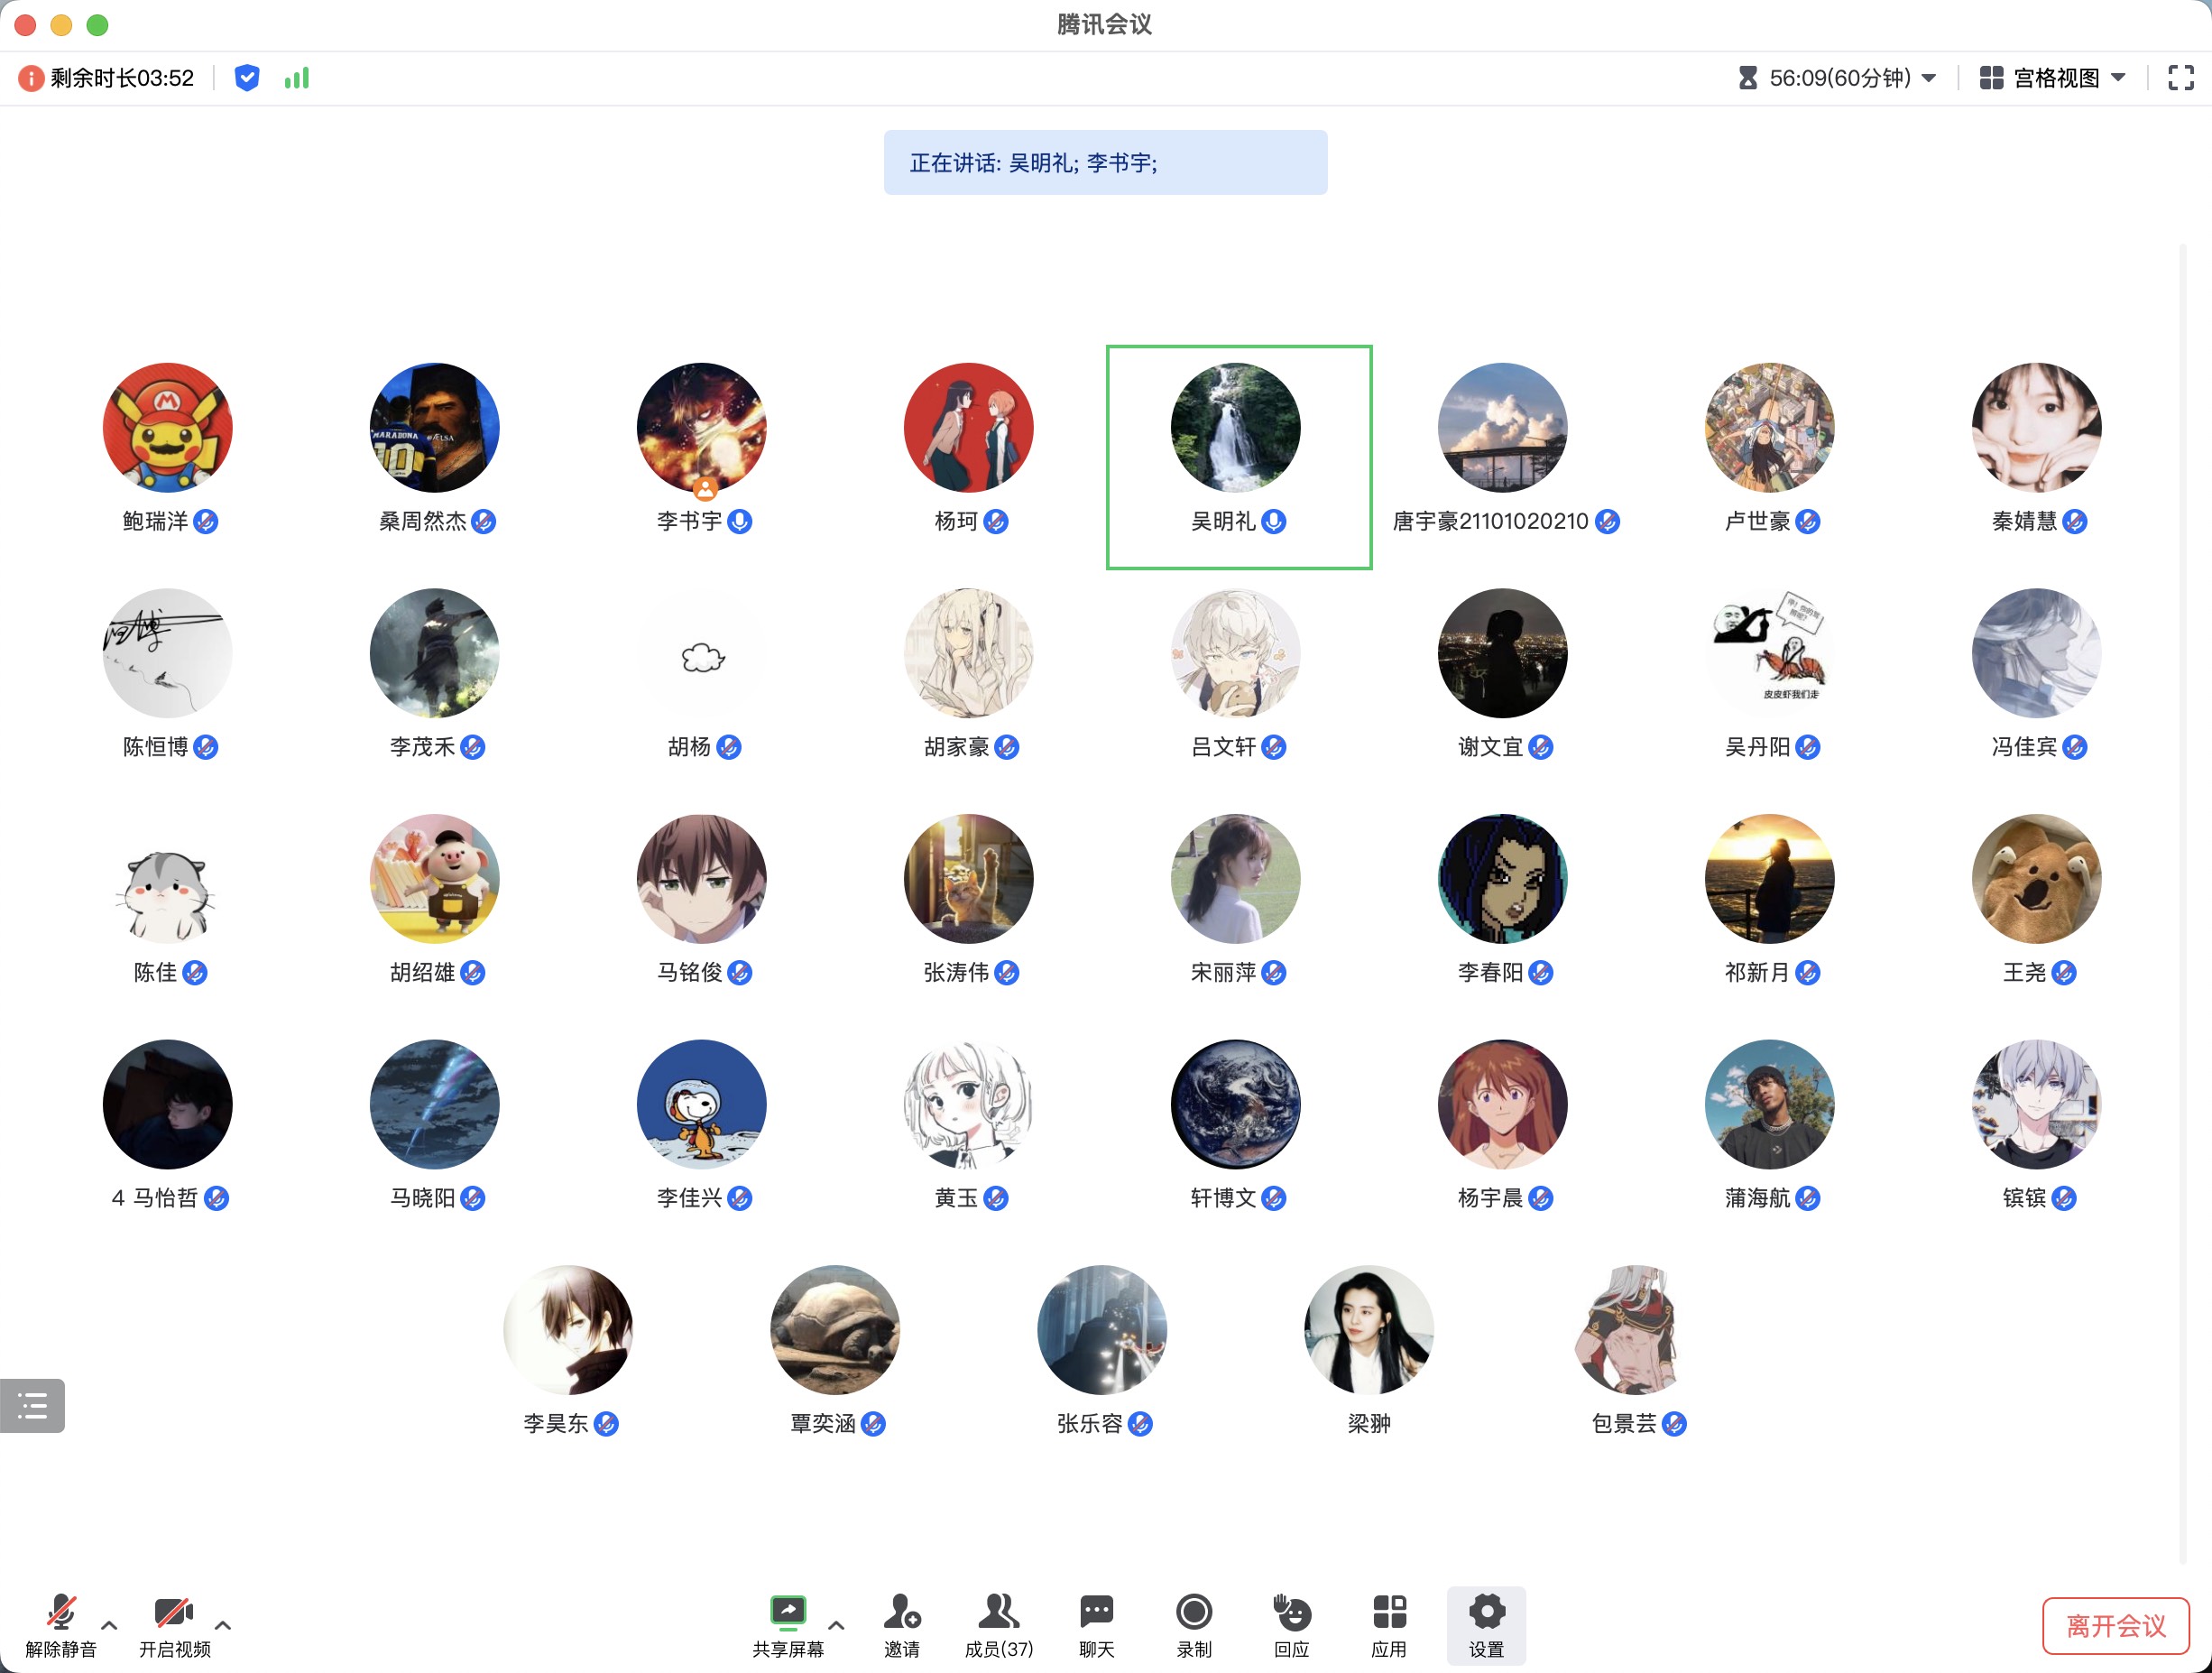 腾讯会议
剩余时长03:52
56:09(60分钟)
宫格视图
正在讲话: 吴明礼; 李书宇;
MARADONA
10
M
鲍瑞洋
桑周然杰
李书宇
杨珂
吴明礼
唐宇豪21101020210
卢世豪
秦婧慧
皮皮虾我们走
陈恒博
李茂禾
胡杨
胡家豪
吕文轩
谢文宜
吴丹阳
冯佳宾
陈佳
胡绍雄
马铭俊
张涛伟
宋丽萍
李春阳
祁新月
王尧
4 马怡哲
马晓阳
李佳兴
黄玉
轩博文
杨宇晨
蒲海航
镔镔
李昊东
覃奕涵
张乐容
梁翀
包景芸
解除静音
开启视频
共享屏幕
邀请
成员(37)
聊天
录制
回应
应用
设置
离开会议